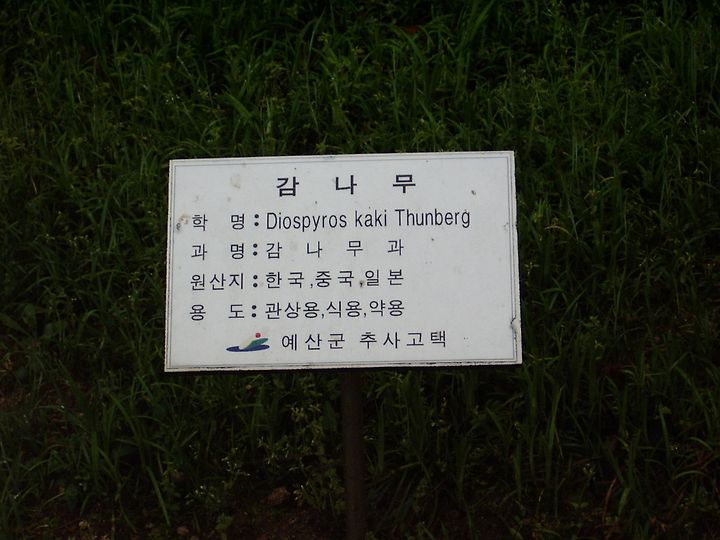 감 나 무
학 명 : Diospyros kaki Thunberg
과 명 : 감 나 무 과
원산지 : 한국,중국,일본
용 도 : 관상용,식용,약용
예산군 추사고택